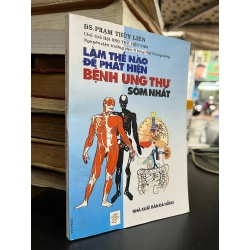 BS. PHẠM THỤY LIÊN
LÀM THẾ NÀO
ĐỂ PHÁT HIỆN
BỆNH UNG THƯ
SỚM NHẤT
NHÀ XUẤT BẢN ĐÀ NẴNG